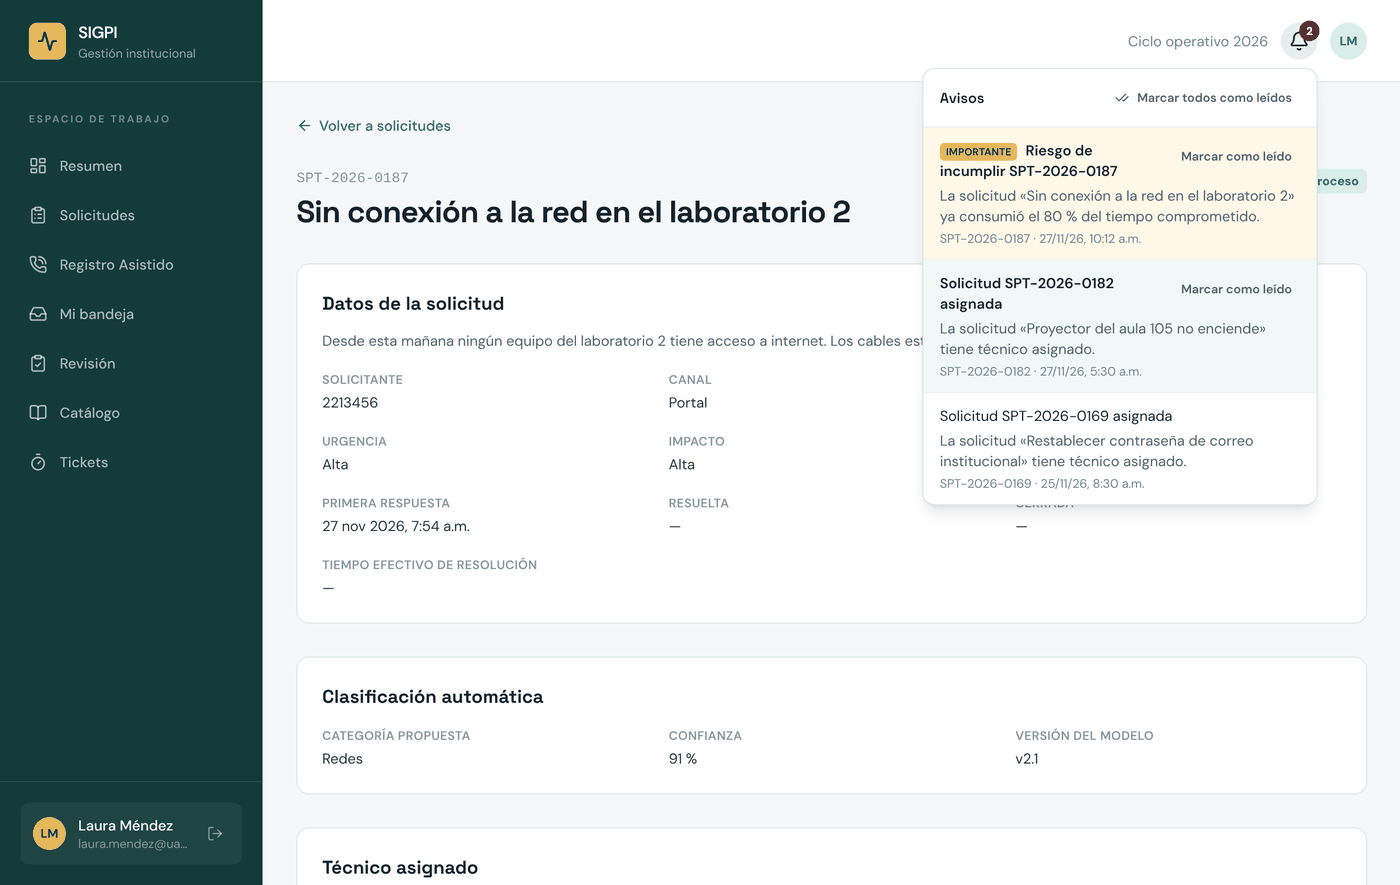 SIGPI
Gestión institucional
ESPACIO DE TRABAJO
Resumen
Solicitudes
Registro Asistido
Mi bandeja
Revisión
Catálogo
Tickets
LM
Laura Méndez
laura.mendez@ua...
Ciclo operativo 2026
2
LM
Volver a solicitudes
SPT-2026-0187
Sin conexión a la red en el laboratorio 2
Avisos
Marcar todos como leídos
IMPORTANTE Riesgo de
incumplir SPT-2026-0187
Marcar como leído
La solicitud «Sin conexión a la red en el laboratorio 2»
ya consumió el 80 % del tiempo comprometido.
SPT-2026-0187 · 27/11/26, 10:12 a.m.
Solicitud SPT-2026-0182
asignada
Marcar como leído
La solicitud «Proyector del aula 105 no enciende»
tiene técnico asignado.
SPT-2026-0182 · 27/11/26, 5:30 a.m.
Solicitud SPT-2026-0169 asignada
La solicitud «Restablecer contraseña de correo
institucional» tiene técnico asignado.
SPT-2026-0169 · 25/11/26, 8:30 a.m.
Datos de la solicitud
Desde esta mañana ningún equipo del laboratorio 2 tiene acceso a internet. Los cables
SOLICITANTE
2213456
CANAL
Portal
URGENCIA
Alta
IMPACTO
Alta
PRIMERA RESPUESTA
27 nov 2026, 7:54 a.m.
RESUELTA
—
—
TIEMPO EFECTIVO DE RESOLUCIÓN
—
Clasificación automática
CATEGORÍA PROPUESTA
Redes
CONFIANZA
91 %
VERSIÓN DEL MODELO
v2.1
Técnico asignado